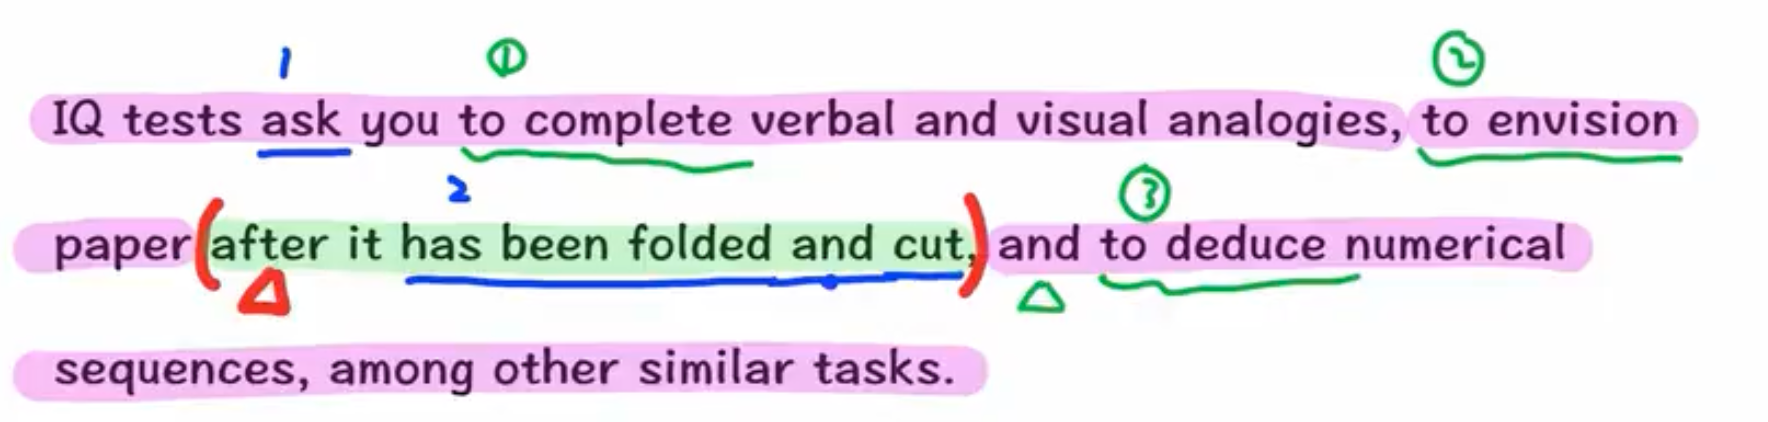 1 ① ②
IQ tests ask you to complete verbal and visual analogies, to envision
2 ③
paper (after it has been folded and cut,) and to deduce numerical
sequences, among other similar tasks.